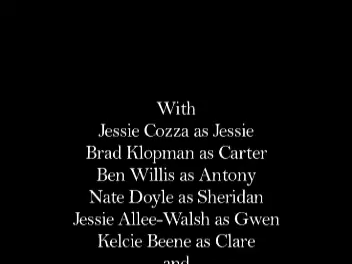 With
Jessie Cozza as Jessie
Brad Klopman as Carter
Ben Willis as Antony
Nate Doyle as Sheridan
Jessie Allee-Walsh as Gwen
Kelcie Beene as Clare
and